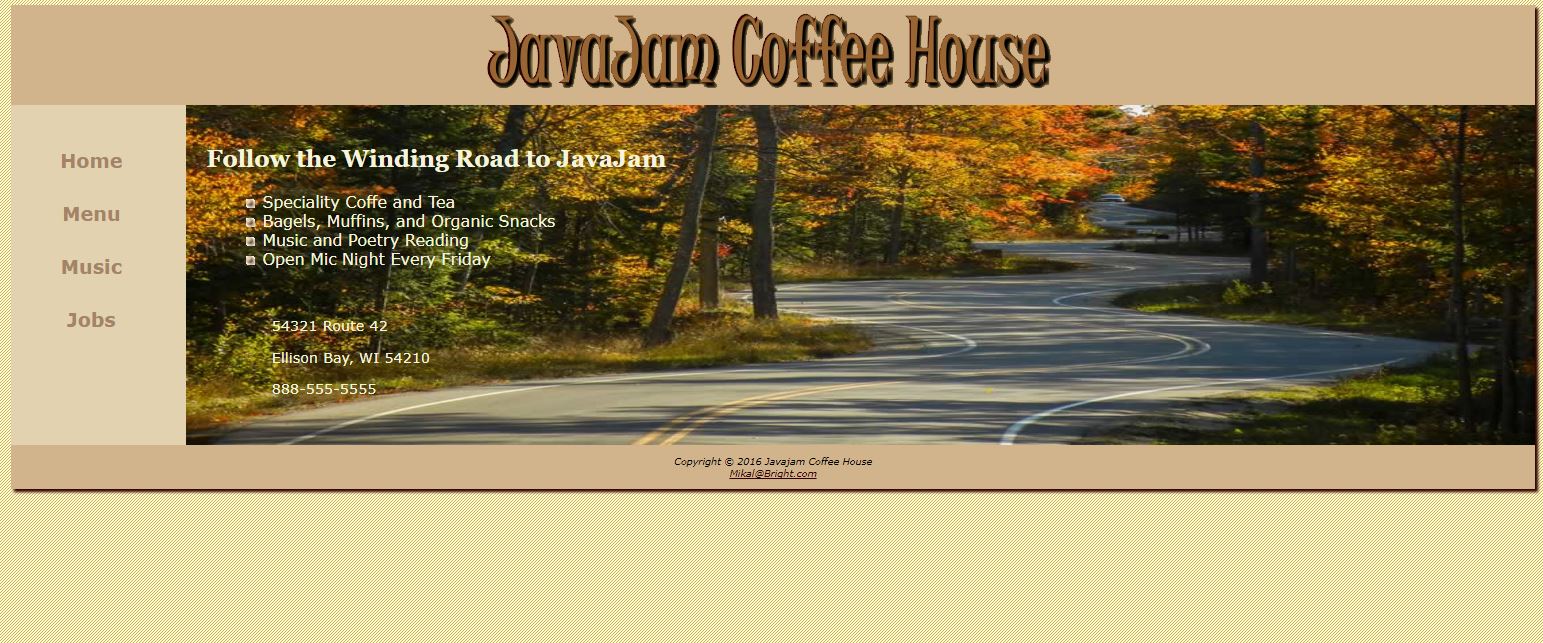 JavaJam Coffee House
Home
Menu
Music
Jobs
Follow the Winding Road to JavaJam
Speciality Coffe and Tea
Bagels, Muffins, and Organic Snacks
Music and Poetry Reading
Open Mic Night Every Friday
54321 Route 42
Ellison Bay, WI 54210
888-555-5555
Copyright © 2016 Javajam Coffee House
Mikal@Bright.com